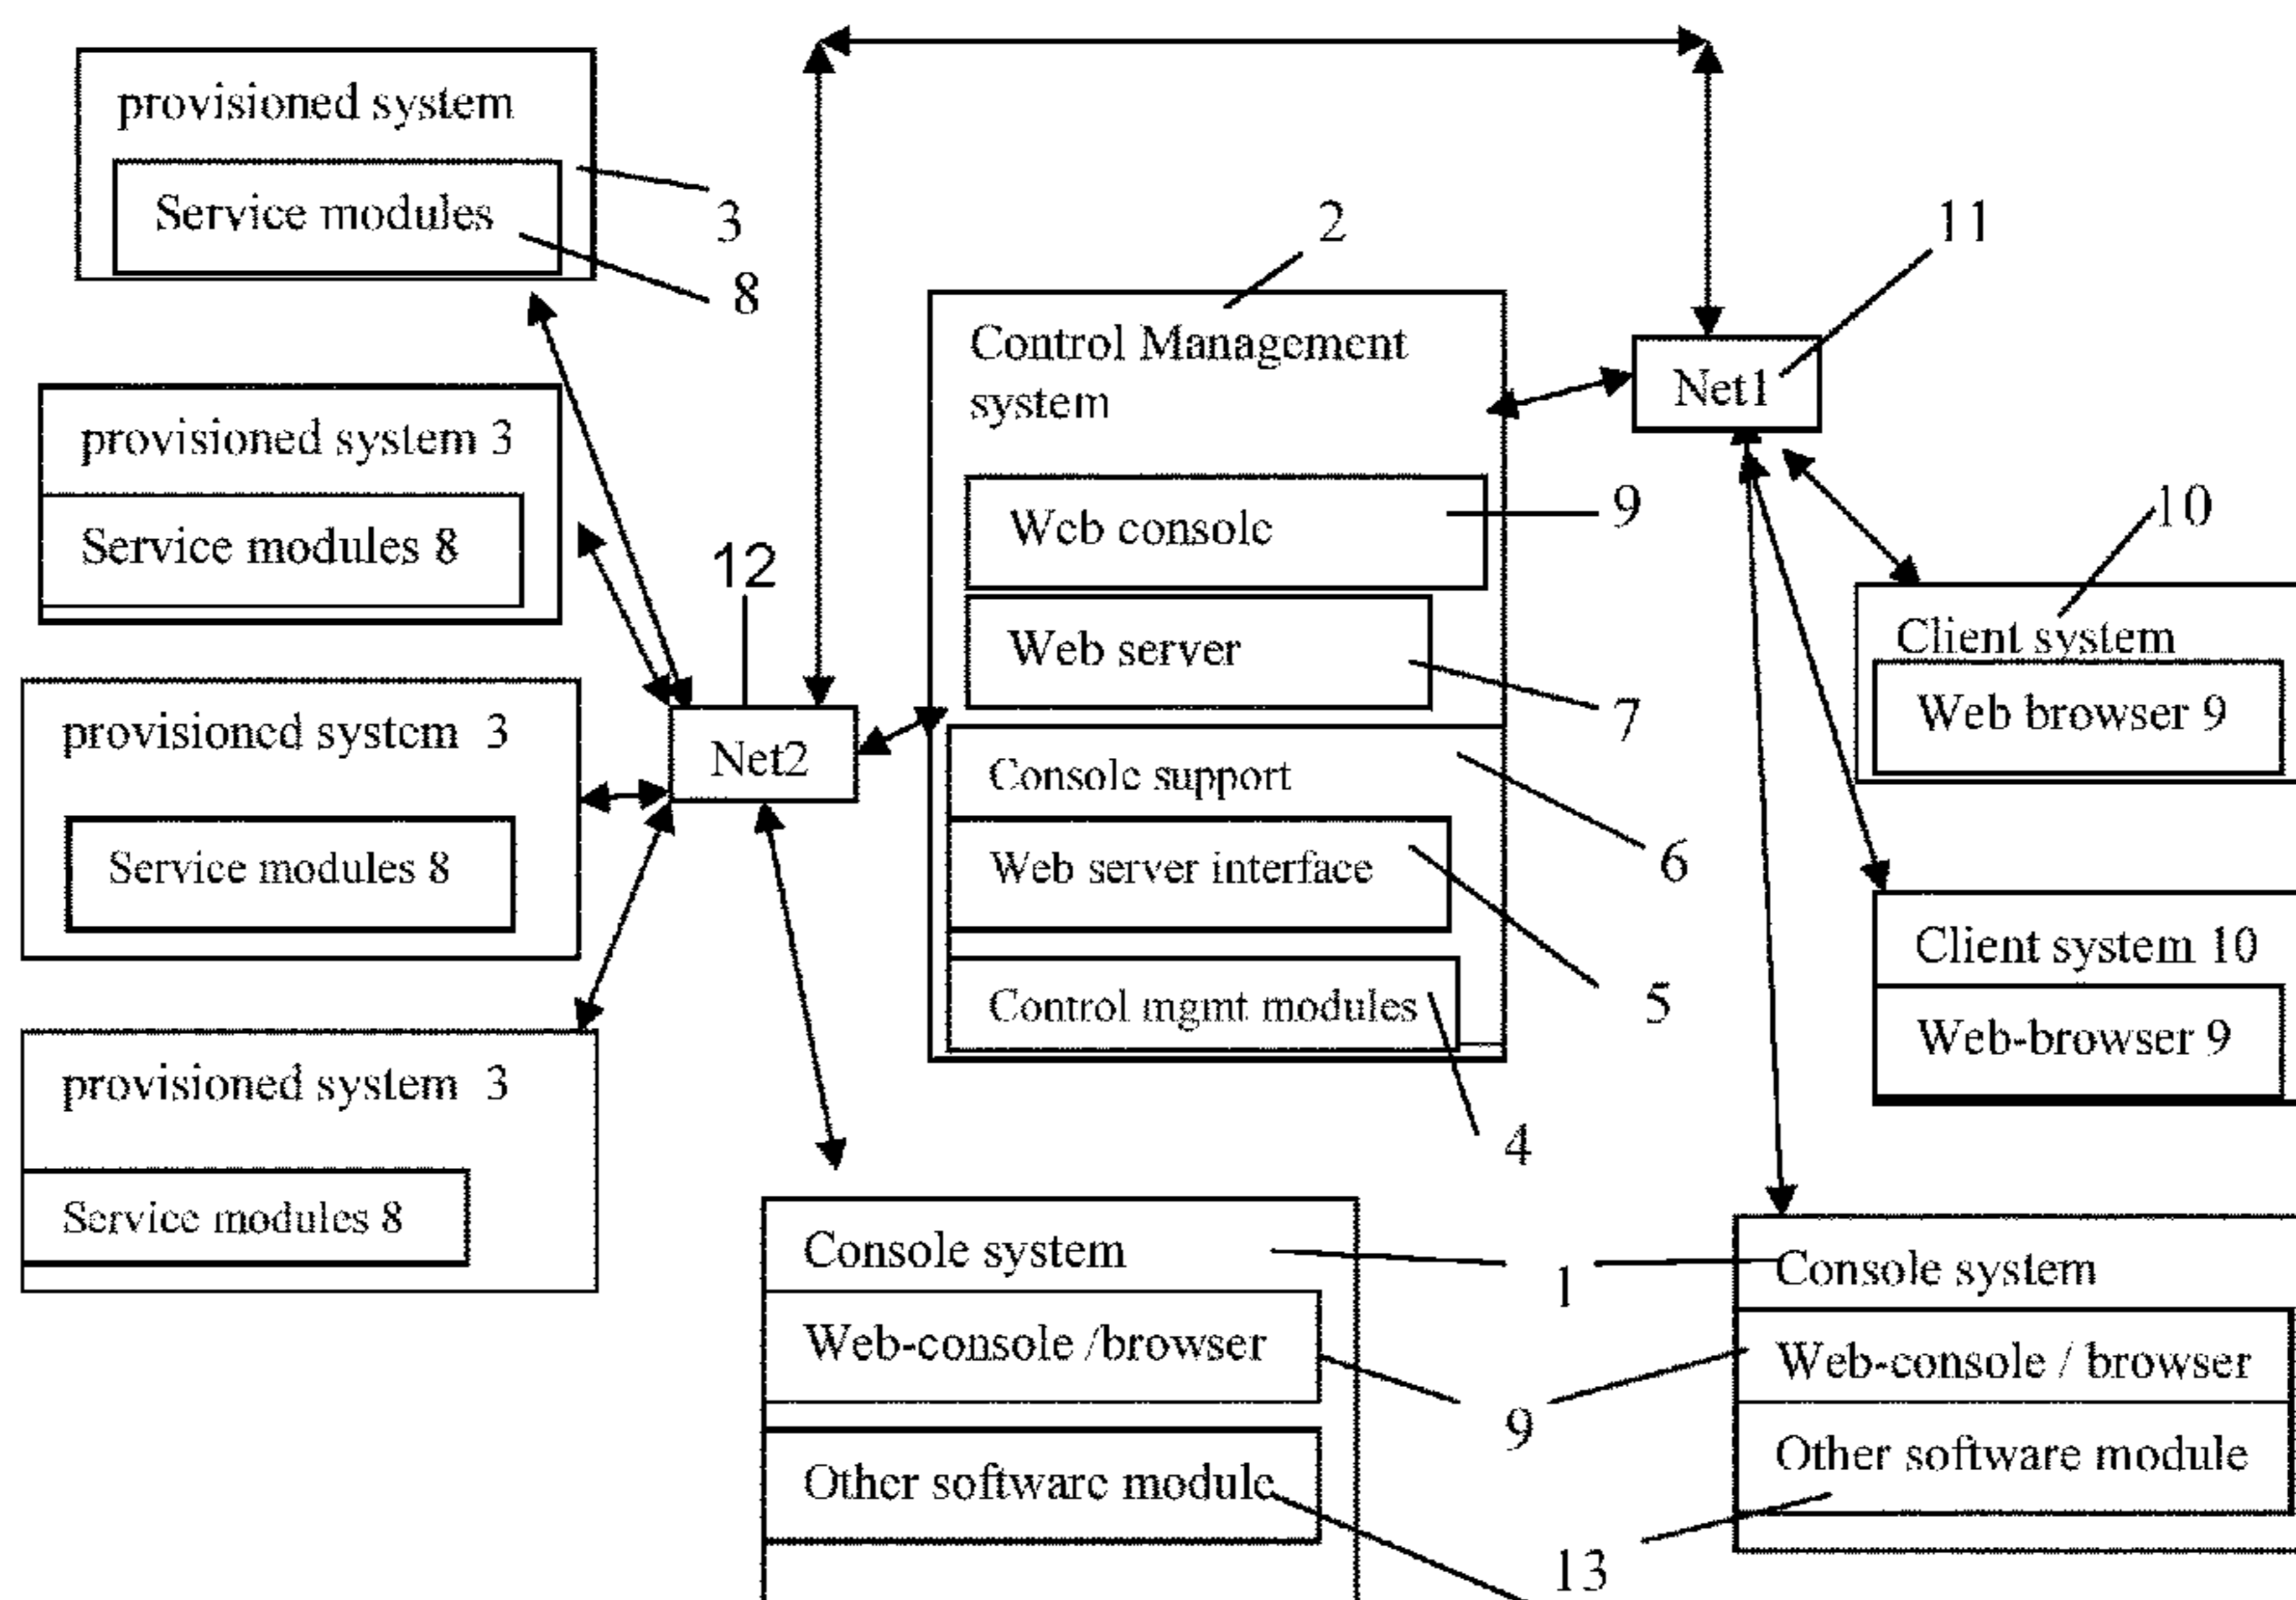 provisioned system
Service modules
3
8
provisioned system 3
Service modules 8
provisioned system 3
Service modules 8
provisioned system 3
Service modules 8
12
Net2
2
Control Management
system
Web console
9
Web server
7
Console support
6
Web server interface
5
Control mgmt modules
4
11
Net1
10
Client system
Web browser 9
Client system 10
Web-browser 9
Console system
1
Web-console /browser
9
Other software module
13
Console system
Web-console / browser
Other software module